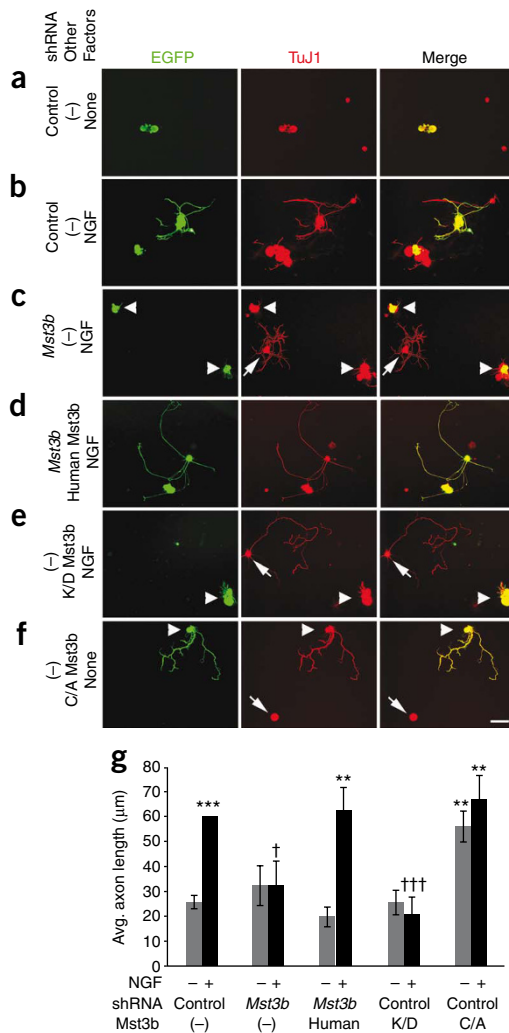 shRNA
Other
Factors
EGFP
TuJ1
Merge
a
Control
(–)
None
b
Control
(–)
NGF
c
Mst3b
(–)
NGF
d
Mst3b
Human Mst3b
NGF
e
(–)
K/D Mst3b
NGF
f
(–)
C/A Mst3b
None
g
Avg. axon length (μm)
80
70
60
50
40
30
20
10
0
*** † ** ††† ** **
NGF – + – + – + – + – +
shRNA Control Mst3b Mst3b Control Control
Mst3b (–) (–) Human K/D C/A